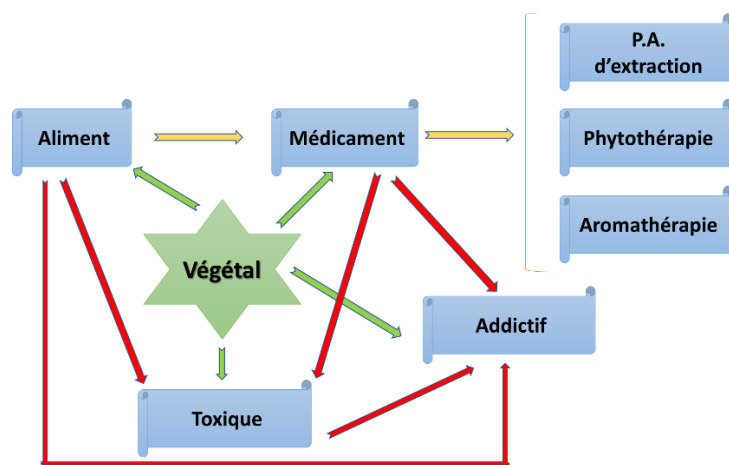 P.A.
d'extraction
Aliment
Médicament
Phytothérapie
Aromathérapie
Végétal
Addictif
Toxique